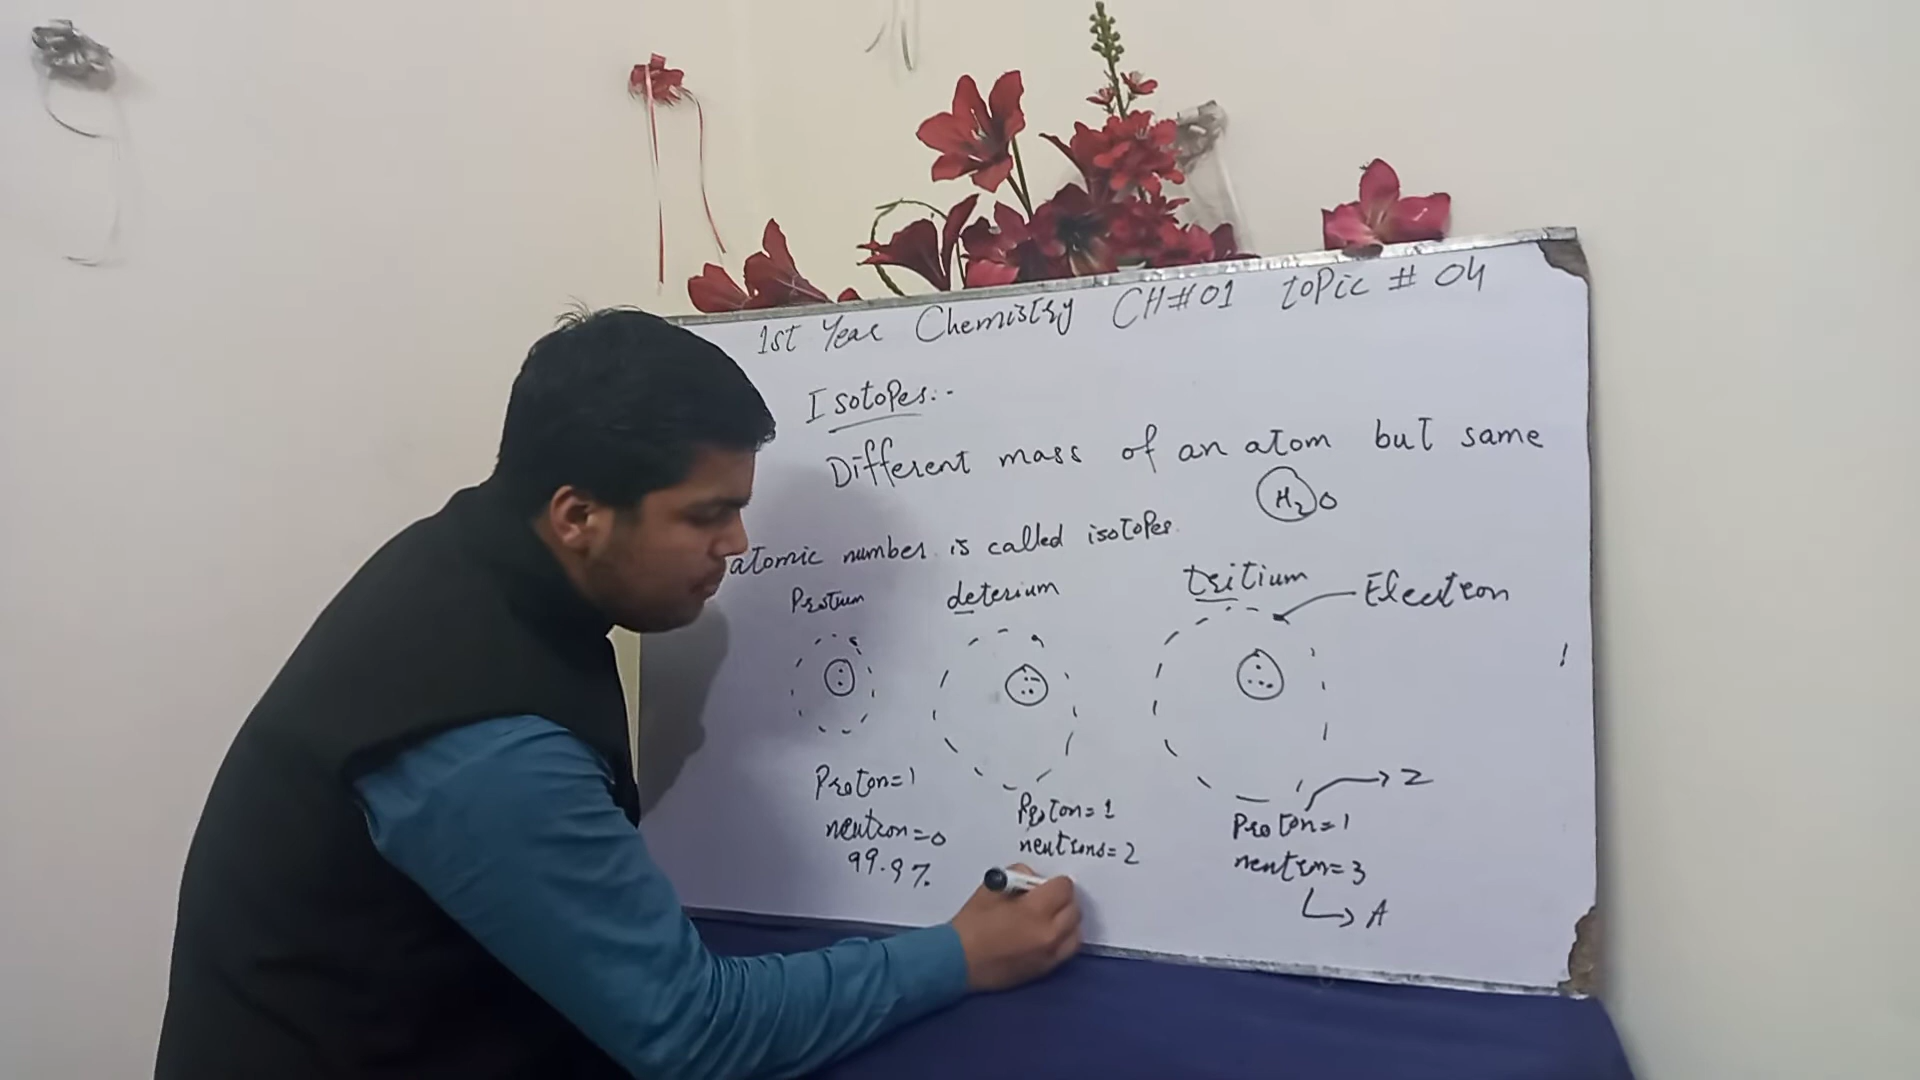 1st Year Chemistry CH#01 topic # 04
Isotopes:-
Different mass of an atom but same
H2O
atomic number is called isotopes.
Protium deterium tritium Electron
Proton=1
neutron=0
99.9%
Proton=1
neutrons=2
Proton=1 → Z
neutron=3
→ A